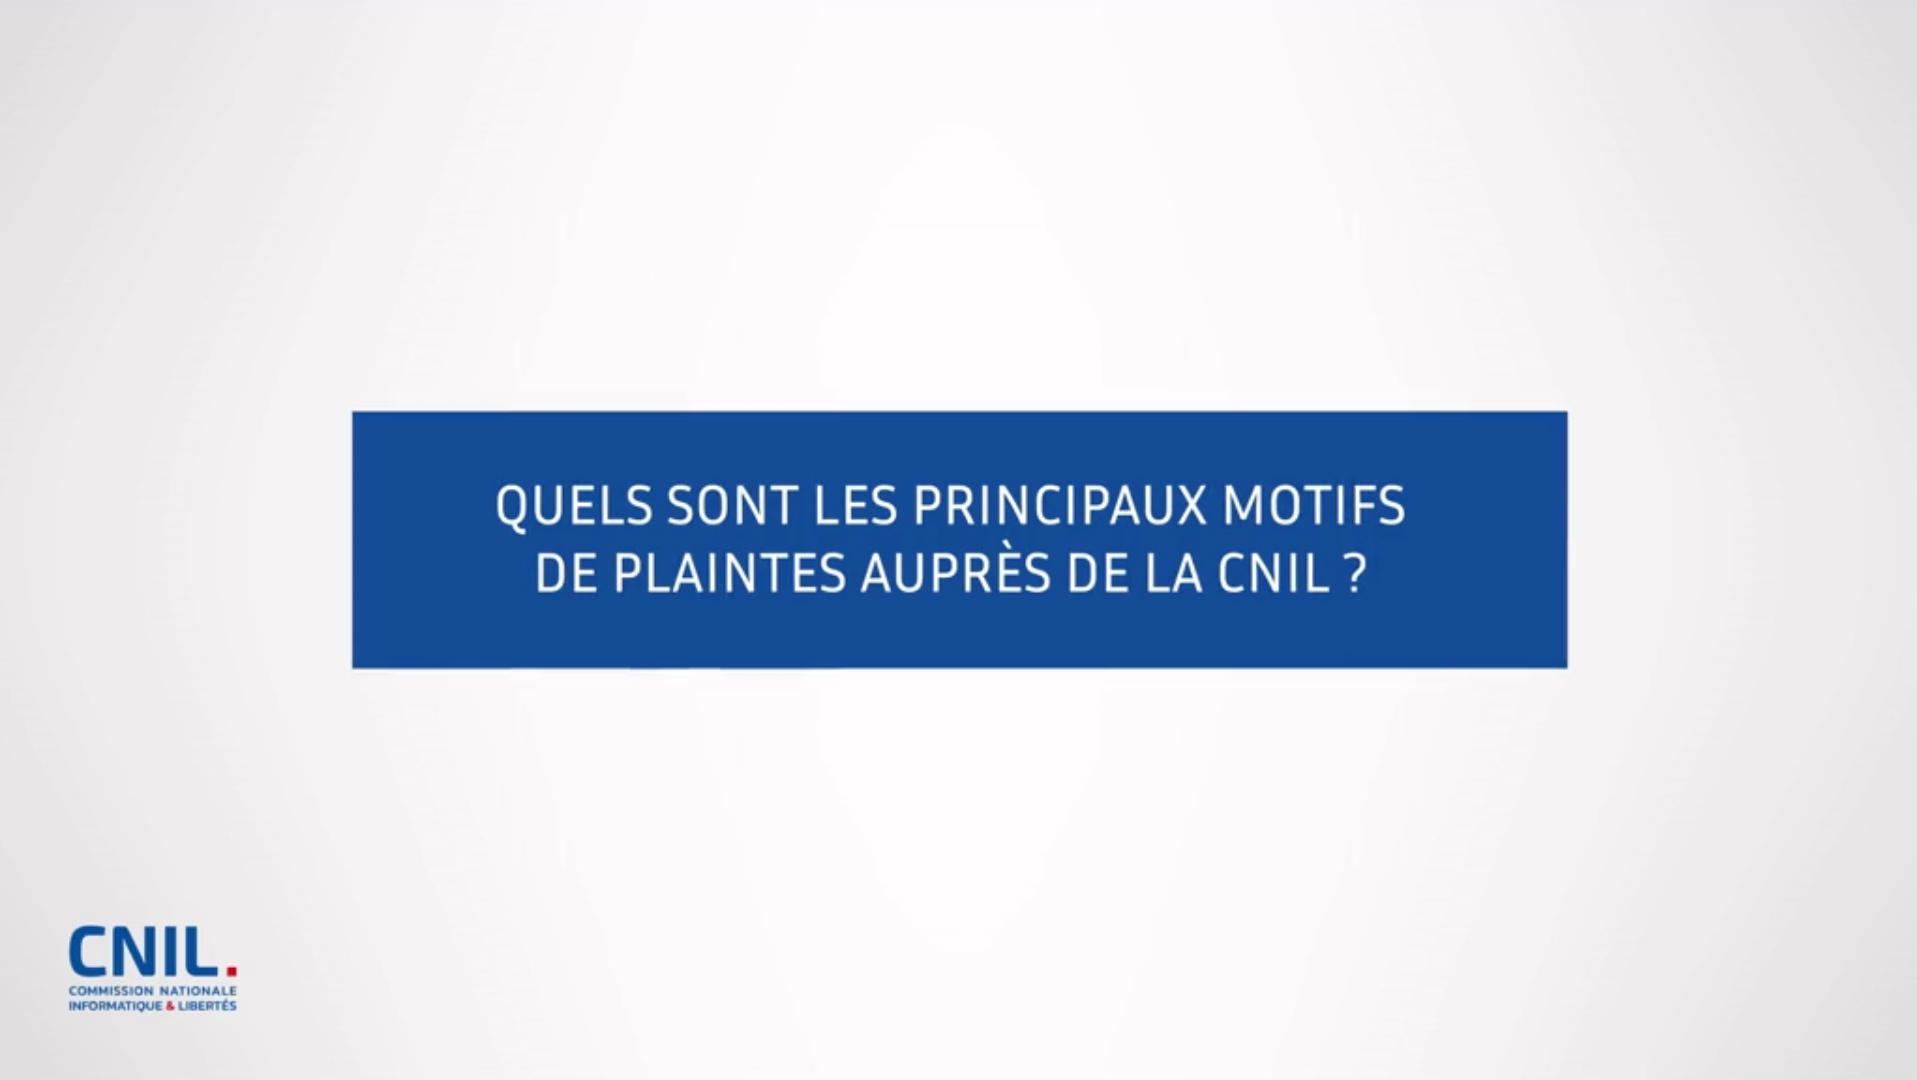 QUELS SONT LES PRINCIPAUX MOTIFS
DE PLAINTES AUPRÈS DE LA CNIL ?
CNIL.
COMMISSION NATIONALE
INFORMATIQUE & LIBERTÉS